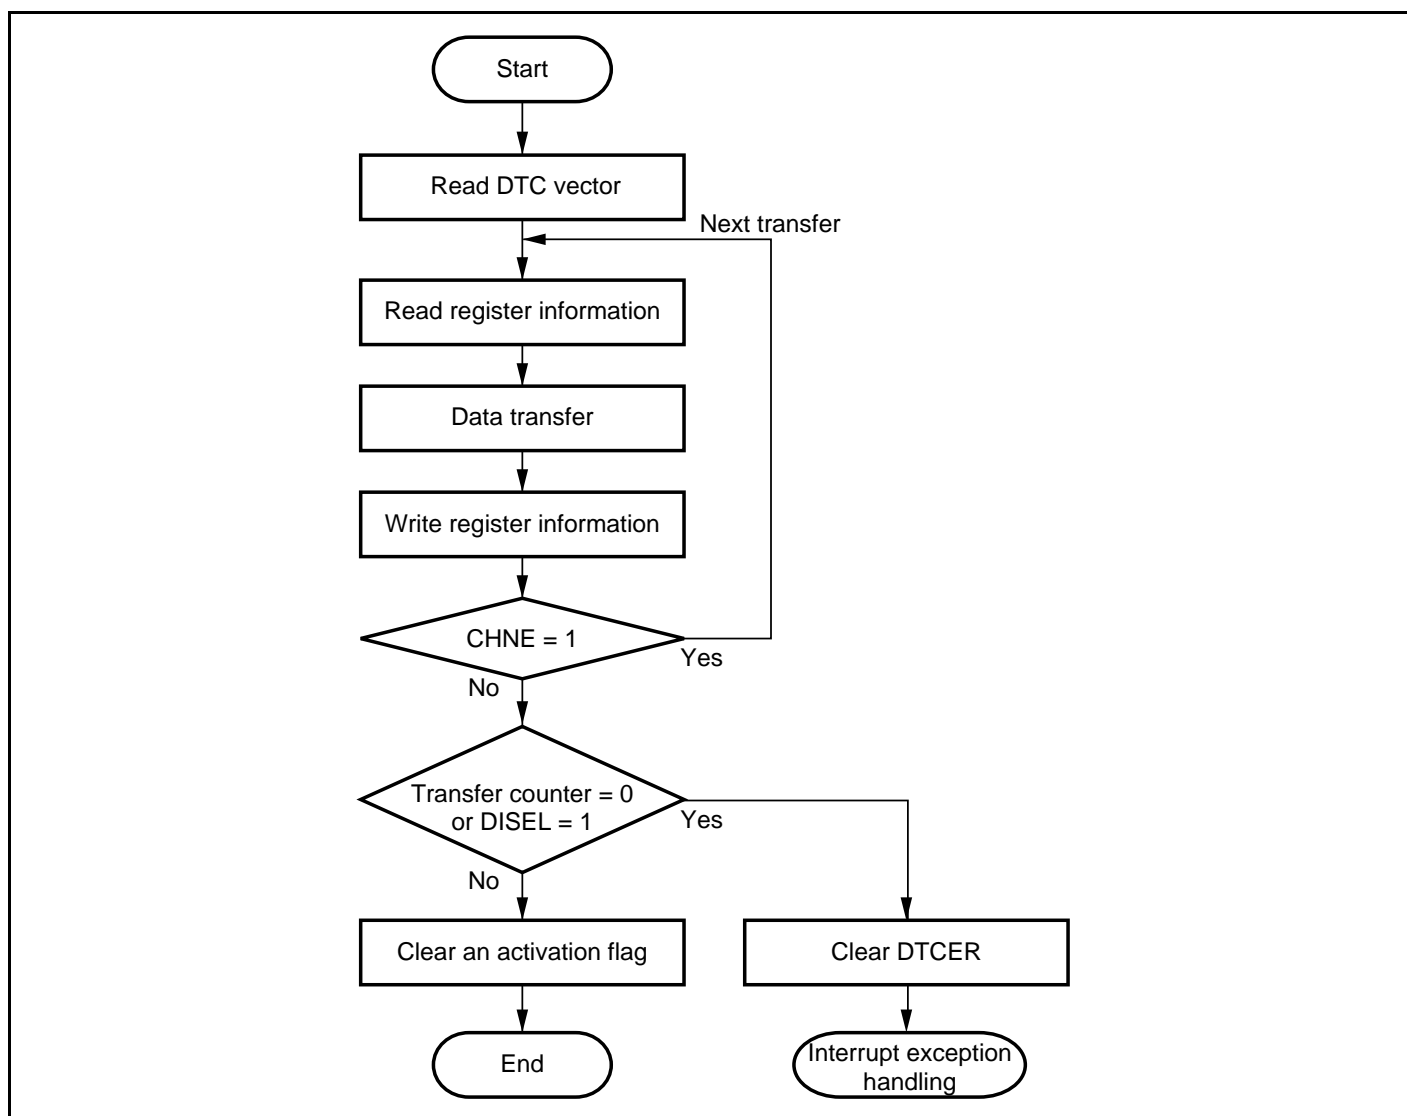 Start
Read DTC vector
Next transfer
Read register information
Data transfer
Write register information
CHNE = 1
Yes
No
Transfer counter = 0
or DISEL = 1
Yes
No
Clear an activation flag
Clear DTCER
End
Interrupt exception
handling